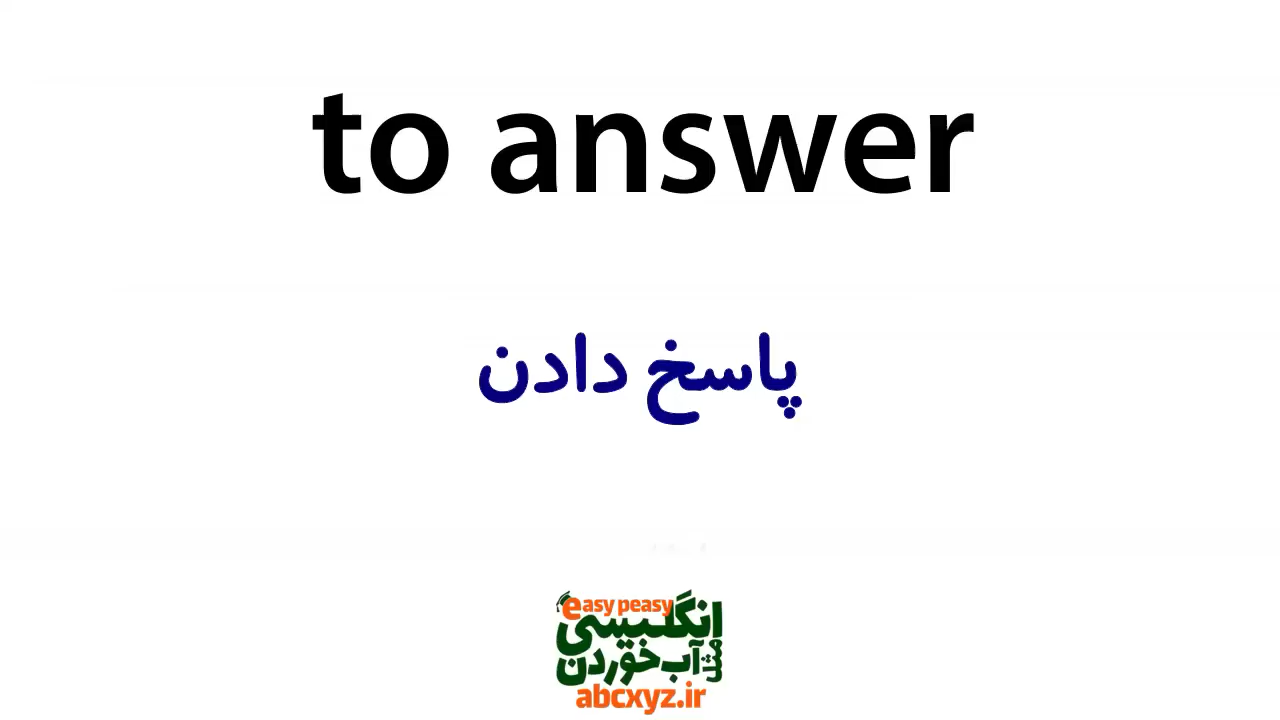 to answer
پاسخ دادن
easy peasy
انگلیسی
مثل آب خوردن
abcxyz.ir